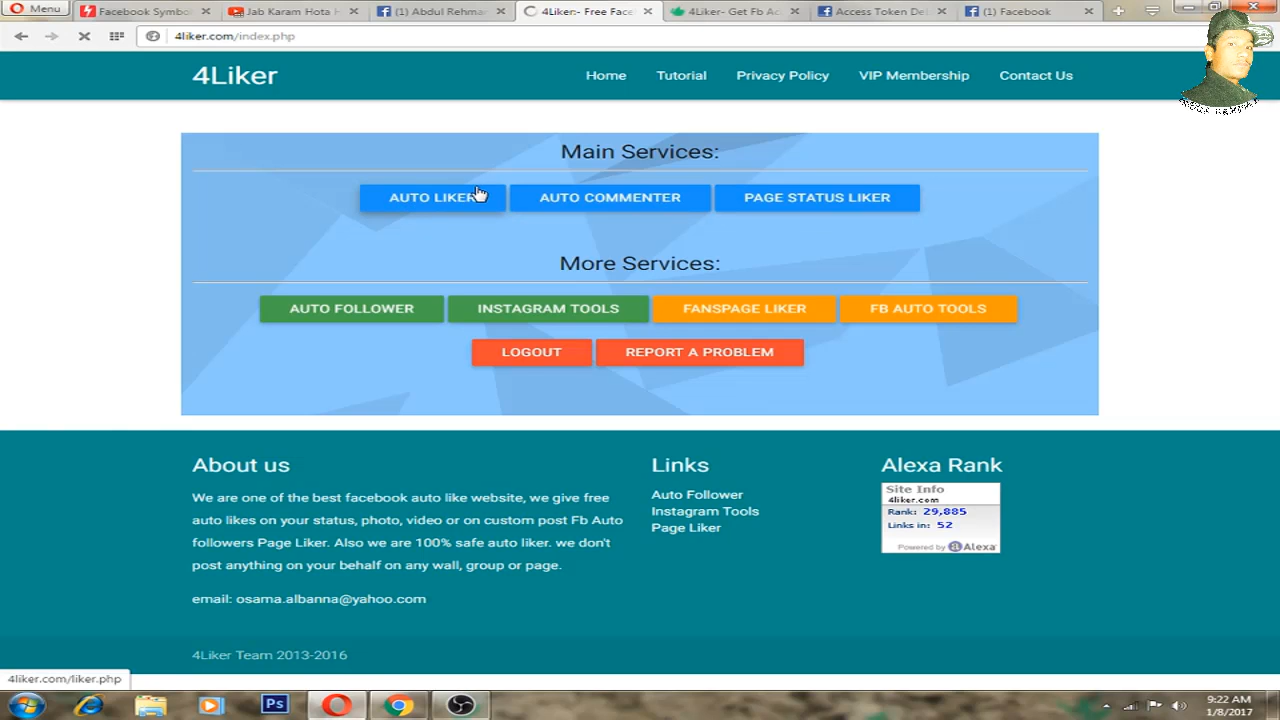 Menu
Facebook Symbo
Jab Karam Hota
(1) Abdul Rehma
4Liker:- Free Face
4Liker- Get Fb Ac
Access Token De
(1) Facebook
4liker.com/index.php
4Liker
Home
Tutorial
Privacy Policy
VIP Membership
Contact Us
Main Services:
AUTO LIKER
AUTO COMMENTER
PAGE STATUS LIKER
More Services:
AUTO FOLLOWER
INSTAGRAM TOOLS
FANSPAGE LIKER
FB AUTO TOOLS
LOGOUT
REPORT A PROBLEM
About us
We are one of the best facebook auto like website, we give free
auto likes on your status, photo, video or on custom post Fb Auto
followers Page Liker. Also we are 100% safe auto liker. we don't
post anything on your behalf on any wall, group or page.
email: osama.albanna@yahoo.com
Links
Auto Follower
Instagram Tools
Page Liker
Alexa Rank
Site Info
4liker.com
Rank: 29,885
Links in: 52
Powered by Alexa
4Liker Team 2013-2016
4liker.com/liker.php
Ps
9:22 AM
1/8/2017